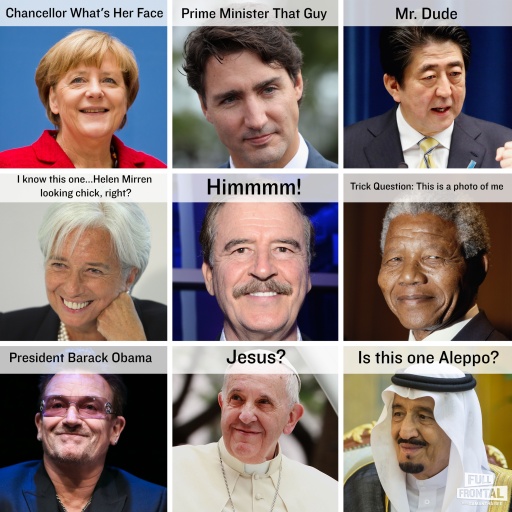 Chancellor What's Her Face
Prime Minister That Guy
Mr. Dude
I know this one...Helen Mirren
looking chick, right?
Himmmm!
Trick Question: This is a photo of me
President Barack Obama
Jesus?
Is this one Aleppo?
FULL
FRONTAL